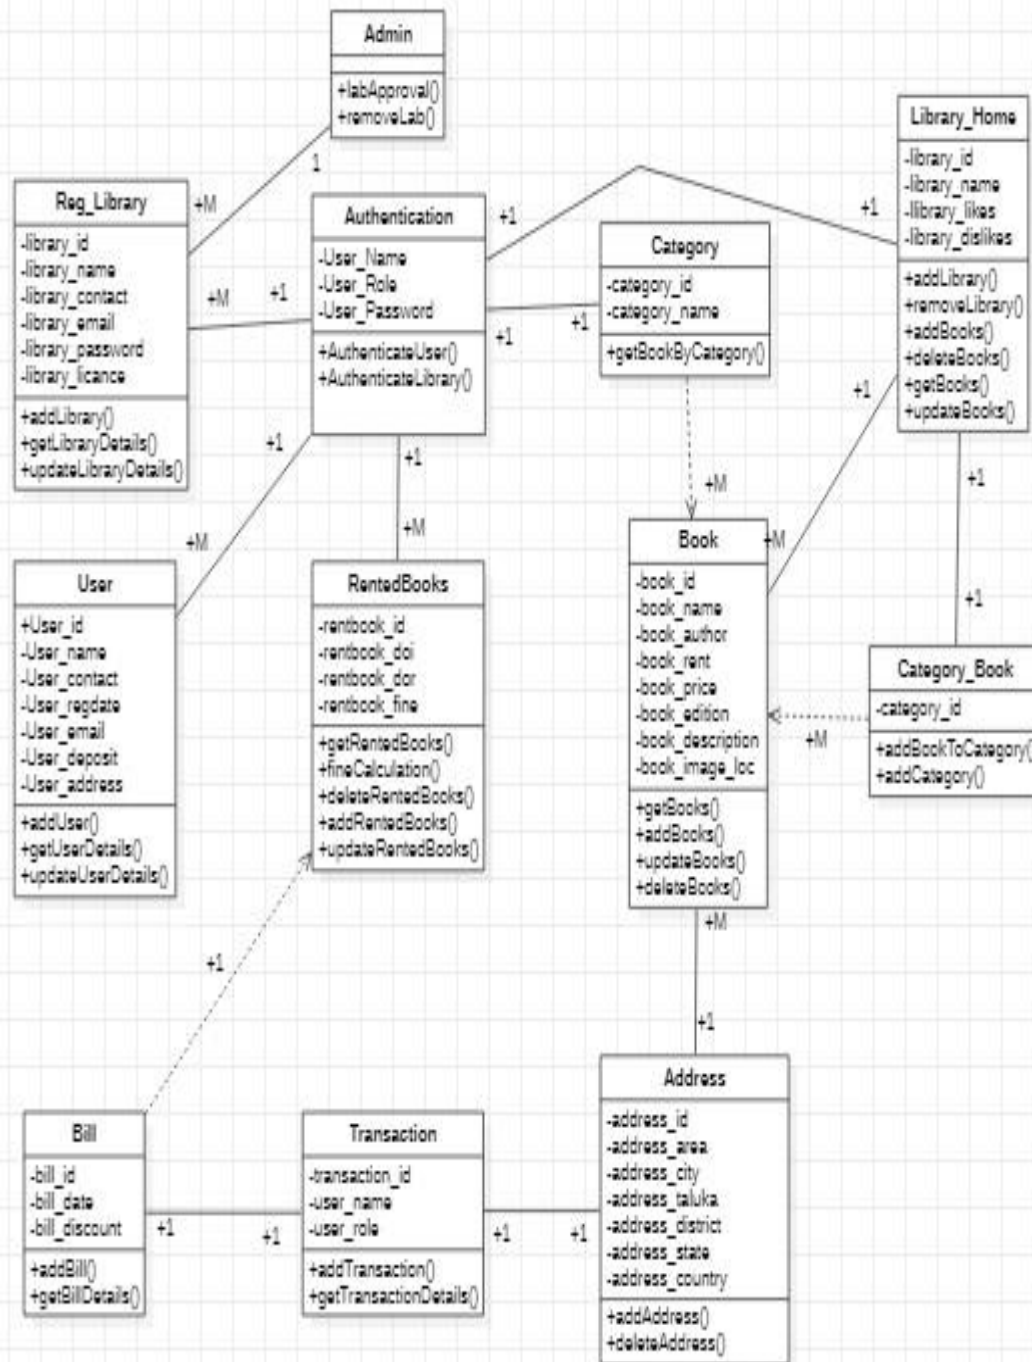 Admin
+labApproval()
+removeLab()
1
+M
Reg_Library
-library_id
-library_name
-library_contact
-library_email
-library_password
-library_licance
+addLibrary()
+getLibraryDetails()
+updateLibraryDetails()
+M
+1
Authentication
-User_Name
-User_Role
-User_Password
+AuthenticateUser()
+AuthenticateLibrary()
+1
+1
+1
+1
Category
-category_id
-category_name
+getBookByCategory()
Library_Home
-library_id
-library_name
-llibrary_likes
-library_dislikes
+addLibrary()
+removeLibrary()
+addBooks()
+deleteBooks()
+getBooks()
+updateBooks()
+1
+M
+1
+M
+M
+1
+M
+1
+1
User
+User_id
-User_name
-User_contact
-User_regdate
-User_email
-User_deposit
-User_address
+addUser()
+getUserDetails()
+updateUserDetails()
RentedBooks
-rentbook_id
-rentbook_doi
-rentbook_dor
-rentbook_fine
+getRentedBooks()
+fineCalculation()
+deleteRentedBooks()
+addRentedBooks()
+updateRentedBooks()
Book
-book_id
-book_name
-book_author
-book_rent
-book_price
-book_edition
-book_description
-book_image_loc
+getBooks()
+addBooks()
+updateBooks()
+deleteBooks()
Category_Book
-category_id
+addBookToCategory()
+addCategory()
+M
+M
+1
+1
Bill
-bill_id
-bill_date
-bill_discount
+addBill()
+getBillDetails()
+1
+1
Transaction
-transaction_id
-user_name
-user_role
+addTransaction()
+getTransactionDetails()
+1
+1
Address
-address_id
-address_area
-address_city
-address_taluka
-address_district
-address_state
-address_country
+addAddress()
+deleteAddress()